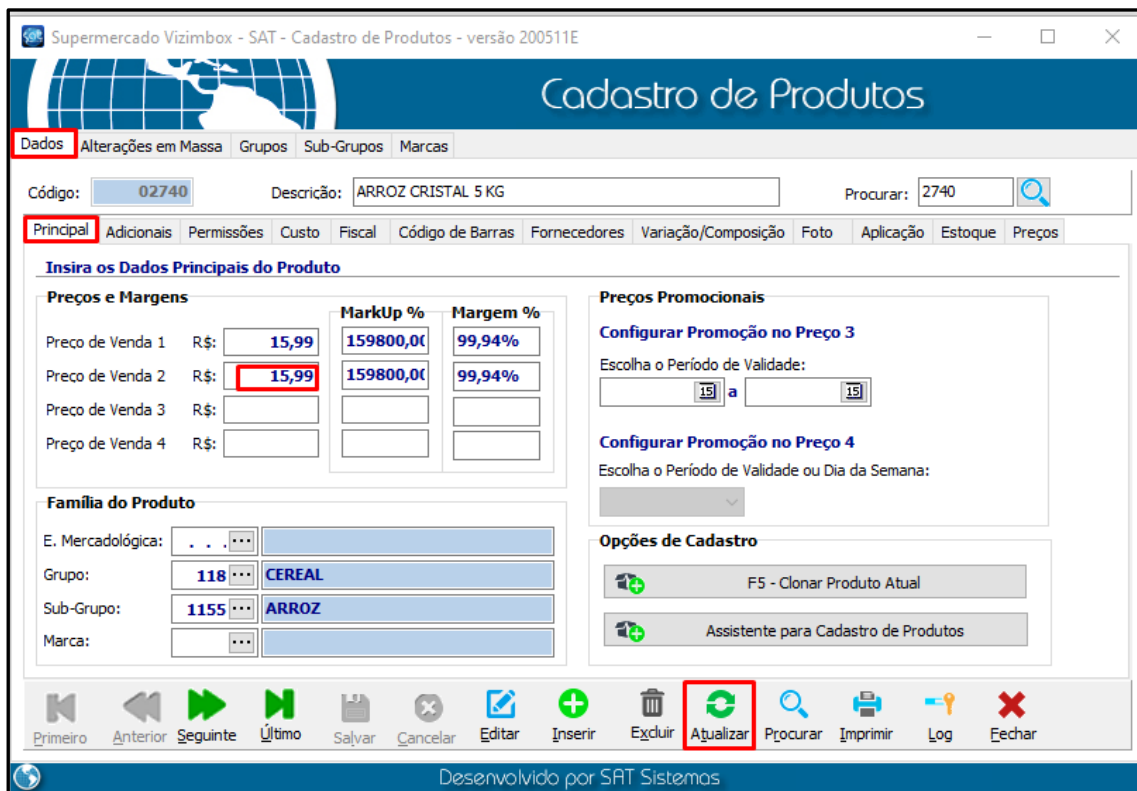 Supermercado Vizimbox - SAT - Cadastro de Produtos - versão 200511E
Cadastro de Produtos
Dados Alterações em Massa Grupos Sub-Grupos Marcas
Código: 02740 Descrição: ARROZ CRISTAL 5 KG Procurar: 2740
Principal Adicionais Permissões Custo Fiscal Código de Barras Fornecedores Variação/Composição Foto Aplicação Estoque Preços
Insira os Dados Principais do Produto
Preços e Margens
MarkUp % Margem %
Preço de Venda 1 R$: 15,99 159800,0( 99,94%
Preço de Venda 2 R$: 15,99 159800,0( 99,94%
Preço de Venda 3 R$:
Preço de Venda 4 R$:
Preços Promocionais
Configurar Promoção no Preço 3
Escolha o Período de Validade:
15 a 15
Configurar Promoção no Preço 4
Escolha o Período de Validade ou Dia da Semana:
Família do Produto
E. Mercadológica: . . . ...
Grupo: 118 ... CEREAL
Sub-Grupo: 1155 ... ARROZ
Marca: ...
Opções de Cadastro
F5 - Clonar Produto Atual
Assistente para Cadastro de Produtos
Primeiro Anterior Seguinte Último Salvar Cancelar Editar Inserir Excluir Atualizar Procurar Imprimir Log Fechar
Desenvolvido por SAT Sistemas